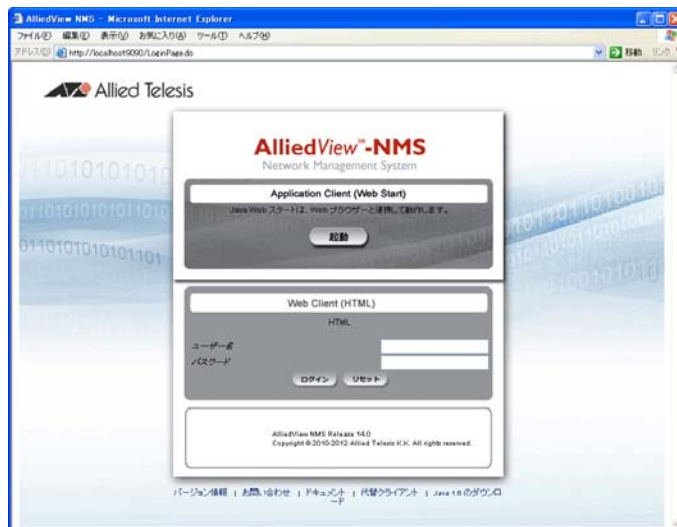 AlliedView NMS - Microsoft Internet Explorer
ファイル(F) 編集(E) 表示(V) お気に入り(A) ツール(T) ヘルプ(H)
アドレス(D) http://localhost:9090/LoginPage.do 移動 リンク
Allied Telesis
AlliedView™-NMS
Network Management System
Application Client (Web Start)
Java Web スタートは、Web ブラウザーと連携して動作します。
起動
Web Client (HTML)
HTML
ユーザー名
パスワード
ログイン リセット
AlliedView NMS Release 14.0
Copyright © 2010-2012 Allied Telesis K.K. All rights reserved.
バージョン情報 | お問い合わせ | ドキュメント | 代替クライアント | Java 1.6 のダウンロ
ード